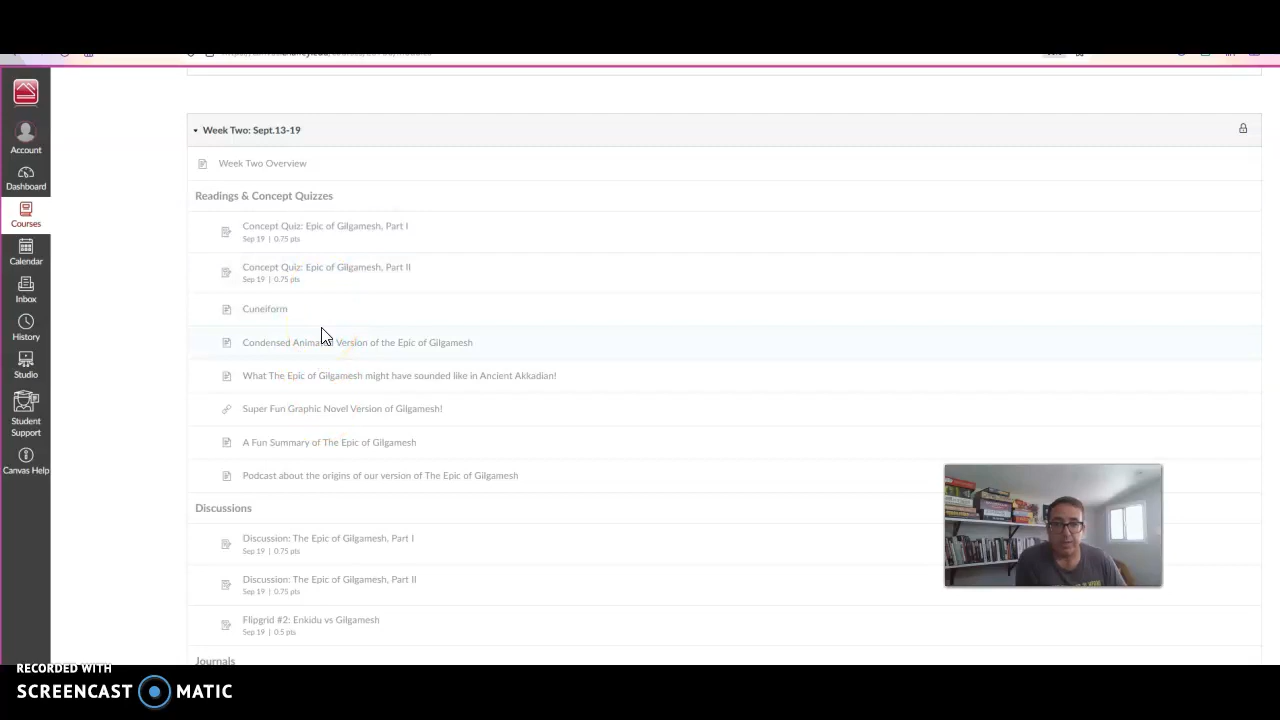 Week Two: Sept.13-19
Week Two Overview
Readings & Concept Quizzes
Concept Quiz: Epic of Gilgamesh, Part I
Sep 19 | 0.75 pts
Concept Quiz: Epic of Gilgamesh, Part II
Sep 19 | 0.75 pts
Cuneiform
Condensed Animated Version of the Epic of Gilgamesh
What The Epic of Gilgamesh might have sounded like in Ancient Akkadian!
Super Fun Graphic Novel Version of Gilgamesh!
A Fun Summary of The Epic of Gilgamesh
Podcast about the origins of our version of The Epic of Gilgamesh
Discussions
Discussion: The Epic of Gilgamesh, Part I
Sep 19 | 0.75 pts
Discussion: The Epic of Gilgamesh, Part II
Sep 19 | 0.75 pts
Flipgrid #2: Enkidu vs Gilgamesh
Sep 19 | 0.5 pts
Journals
Account
Dashboard
Courses
Calendar
Inbox
History
Studio
Student
Support
Canvas Help
RECORDED WITH
SCREENCAST MATIC